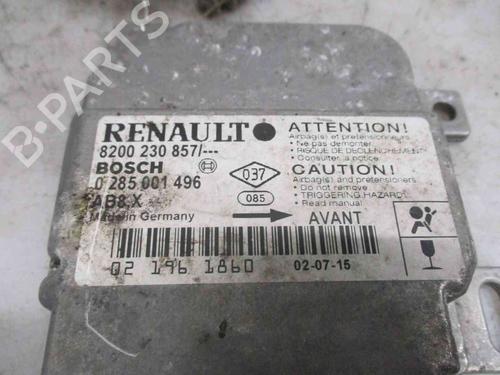 RENAULT
8200 230 857/---
BOSCH
0 285 001 496
AB8.X
Made in Germany
037
085
AVANT
ATTENTION!
Airbag(s) et pretensionneurs
• Ne pas demonter
• RISQUE DE DECLENCHEMENT
• Consulter la notice
CAUTION!
Airbag(s) and pretensioners
• Do not remove
• TRIGGERING HAZARD!
• Read manual
02 196 1860
02-07-15
B-PARTS